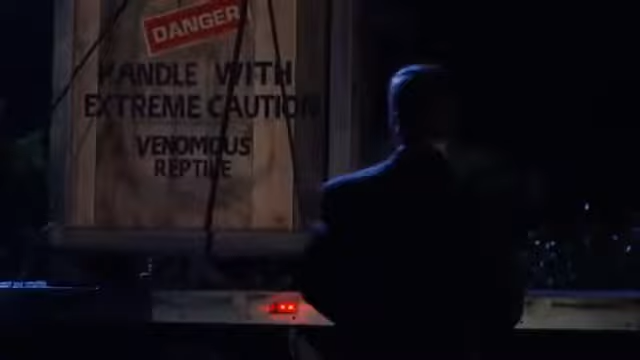 DANGER
HANDLE WITH
EXTREME CAUTION
VENOMOUS
REPTILE